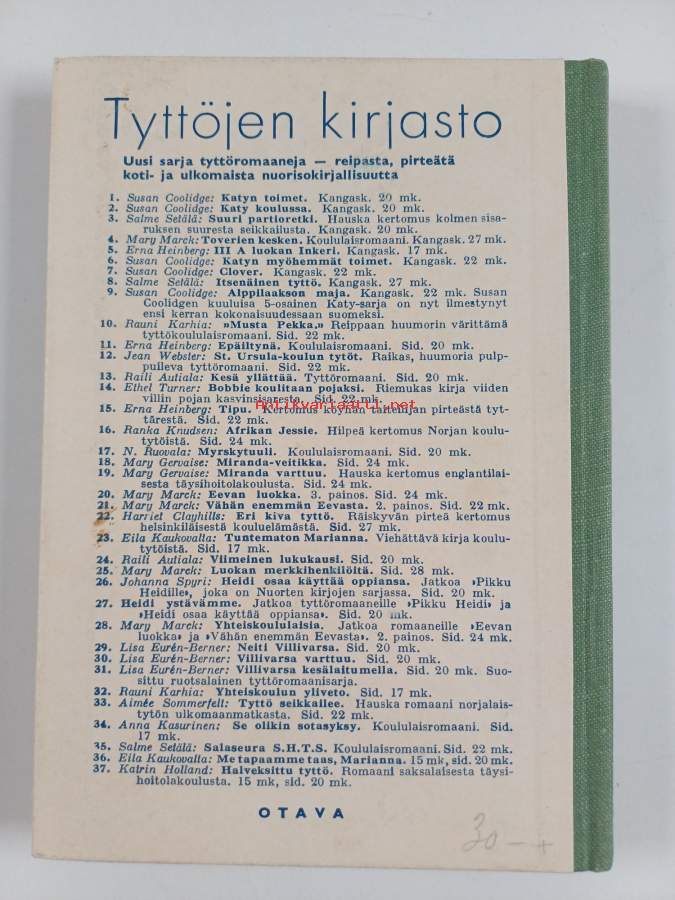 Tyttöjen kirjasto
Uusi sarja tyttöromaaneja — reipasta, pirteätä
koti- ja ulkomaista nuorisokirjallisuutta
1. Susan Coolidge: Katyn toimet. Kangask. 20 mk.
2. Susan Coolidge: Katy koulussa. Kangask. 20 mk.
3. Salme Setälä: Suuri partioretki. Hauska kertomus kolmen sisa-
ruksen suuresta seikkailusta. Kangask. 20 mk.
4. Mary Marck: Toverien kesken. Koululaisromaani. Kangask. 27 mk.
5. Erna Heinberg: III A luokan Inkeri. Kangask. 17 mk.
6. Susan Coolidge: Katyn myöhemmät toimet. Kangask. 22 mk.
7. Susan Coolidge: Clover. Kangask. 22 mk.
8. Salme Setälä: Itsenäinen tyttö. Kangask. 27 mk.
9. Susan Coolidge: Alppilaakson maja. Kangask. 22 mk. Susan
Coolidgen kuuluisa 5-osainen Katy-sarja on nyt ilmestynyt
ensi kerran kokonaisuudessaan suomeksi.
10. Rauni Karhia: »Musta Pekka.» Reippaan huumorin värittämä
tyttökoululaisromaani. Sid. 22 mk.
11. Erna Heinberg: Epäiltynä. Koululaisromaani. Sid. 20 mk.
12. Jean Webster: St. Ursula-koulun tytöt. Raikas, huumoria pulp-
puileva tyttöromaani. Sid. 22 mk.
13. Raili Autiala: Kesä yllättää. Tyttöromaani. Sid. 20 mk.
14. Ethel Turner: Bobbie koulitaan pojaksi. Riemukas kirja viiden
villin pojan kasvinsisaresta. Sid. 22 mk.
antikvariaatti.net
15. Erna Heinberg: Tipu. Kertomus köyhän taiteilijan pirteästä tyt-
tärestä. Sid. 22 mk.
16. Ranka Knudsen: Afrikan Jessie. Hilpeä kertomus Norjan koulu-
tytöistä. Sid. 24 mk.
17. N. Ruovala: Myrskytuuli. Koululaisromaani. Sid. 20 mk.
18. Mary Gervaise: Miranda-veitikka. Sid. 24 mk.
19. Mary Gervaise: Miranda varttuu. Hauska kertomus englantilai-
sesta täysihoitolakoulusta. Sid. 24 mk.
20. Mary Marck: Eevan luokka. 3. painos. Sid. 24 mk.
21. Mary Marck: Vähän enemmän Eevasta. 2. painos. Sid. 22 mk.
22. Harriet Clayhills: Eri kiva tyttö. Räiskyvän pirteä kertomus
helsinkiläisestä kouluelämästä. Sid. 27 mk.
23. Eila Kaukovalta: Tuntematon Marianna. Viehättävä kirja koulu-
tytöistä. Sid. 17 mk.
24. Raili Autiala: Viimeinen lukukausi. Sid. 20 mk.
25. Mary Marck: Luokan merkkihenkilöitä. Sid. 28 mk.
26. Johanna Spyri: Heidi osaa käyttää oppiansa. Jatkoa »Pikku
Heidille», joka on Nuorten kirjojen sarjassa. Sid. 20 mk.
27. Heidi ystävämme. Jatkoa tyttöromaaneille »Pikku Heidi» ja
»Heidi osaa käyttää oppiansa». Sid. 20 mk.
28. Mary Marck: Yhteiskoululaisia. Jatkoa romaaneille »Eevan
luokka» ja »Vähän enemmän Eevasta». 2. painos. Sid. 24 mk.
29. Lisa Eurén-Berner: Neiti Villivarsa. Sid. 20 mk.
30. Lisa Eurén-Berner: Villivarsa varttuu. Sid. 20 mk.
31. Lisa Eurén-Berner: Villivarsa kesälaitumella. Sid. 20 mk. Suo-
sittu ruotsalainen tyttöromaanisarja.
32. Rauni Karhia: Yhteiskoulun yliveto. Sid. 17 mk.
33. Aimée Sommerfelt: Tyttö seikkailee. Hauska romaani norjalais-
tytön ulkomaanmatkasta. Sid. 22 mk.
34. Anna Kasurinen: Se olikin sotasyksy. Koululaisromaani. Sid.
17 mk.
35. Salme Setälä: Salaseura S.H.T.S. Koululaisromaani. Sid. 22 mk.
36. Eila Kaukovalta: Me tapaamme taas, Marianna. 15 mk, sid. 20 mk.
37. Katrin Holland: Halveksittu tyttö. Romaani saksalaisesta täysi-
hoitolakoulusta. 15 mk, sid. 20 mk.
OTAVA
30 — +